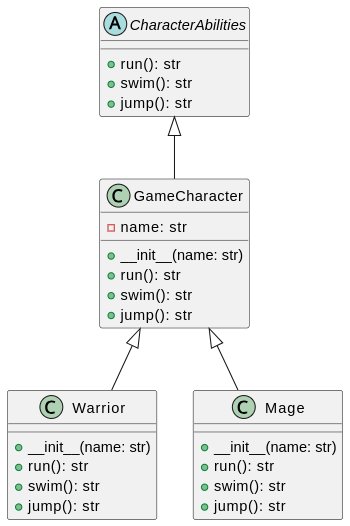 A CharacterAbilities
run(): str
swim(): str
jump(): str
C GameCharacter
name: str
__init__(name: str)
run(): str
swim(): str
jump(): str
C Warrior
__init__(name: str)
run(): str
swim(): str
jump(): str
C Mage
__init__(name: str)
run(): str
swim(): str
jump(): str